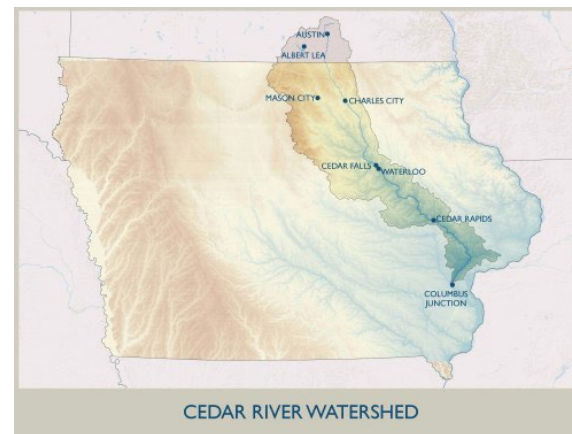 AUSTIN
ALBERT LEA
MASON CITY
CHARLES CITY
CEDAR FALLS
WATERLOO
CEDAR RAPIDS
COLUMBUS
JUNCTION
CEDAR RIVER WATERSHED